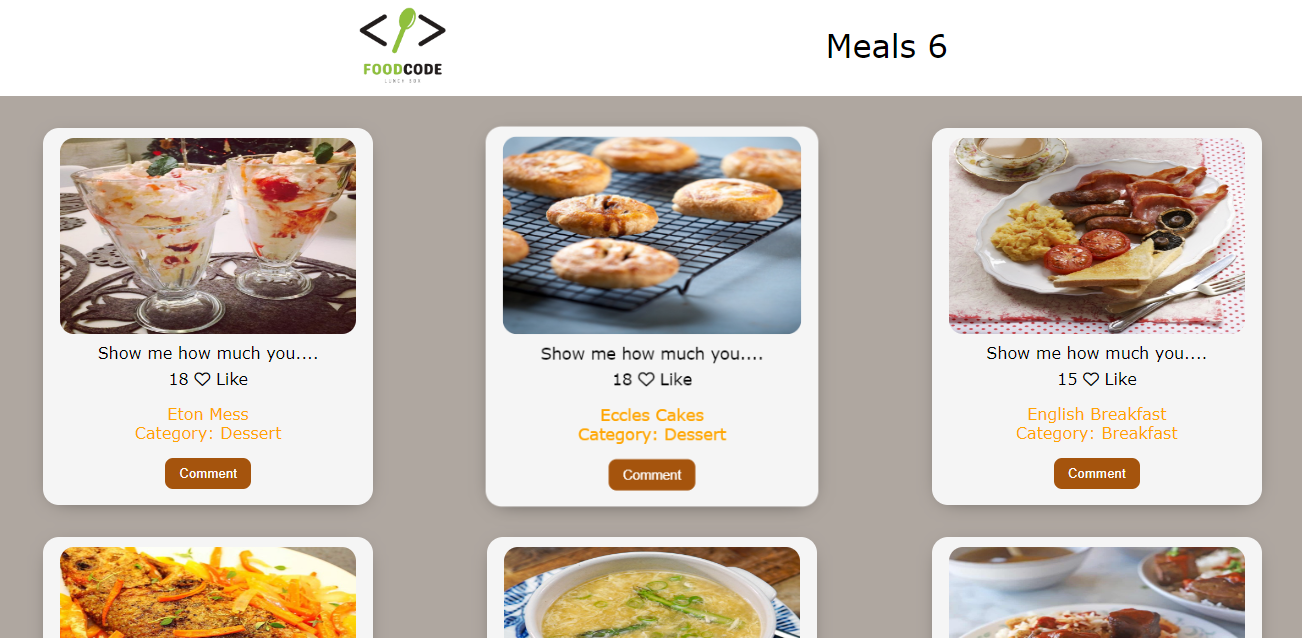 FOODCODE
LUNCH BOX
Meals 6
Show me how much you....
18 Like
Eton Mess
Category: Dessert
Comment
Show me how much you....
18 Like
Eccles Cakes
Category: Dessert
Comment
Show me how much you....
15 Like
English Breakfast
Category: Breakfast
Comment